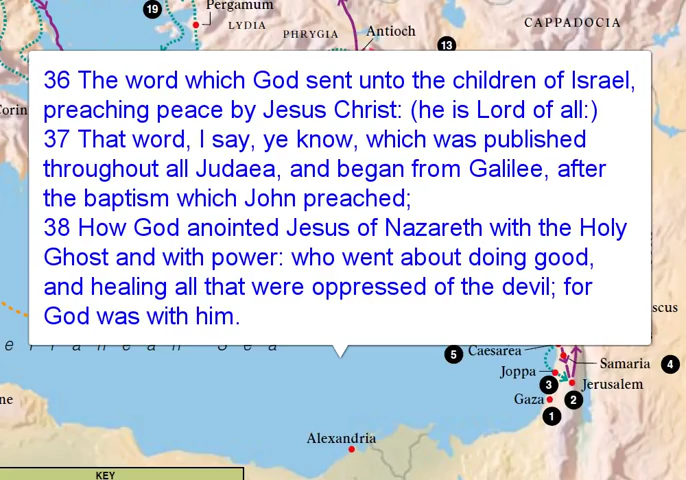 19
Pergamum
LYDIA
PHRYGIA
Antioch
13
CAPPADOCIA
Corin
36 The word which God sent unto the children of Israel,
preaching peace by Jesus Christ: (he is Lord of all:)
37 That word, I say, ye know, which was published
throughout all Judaea, and began from Galilee, after
the baptism which John preached;
38 How God anointed Jesus of Nazareth with the Holy
Ghost and with power: who went about doing good,
and healing all that were oppressed of the devil; for
God was with him.
scus
e r r a n e a n S e a
5 Caesarea
Samaria 4
Joppa
3
Jerusalem
ne
Gaza
2
1
Alexandria
KEY